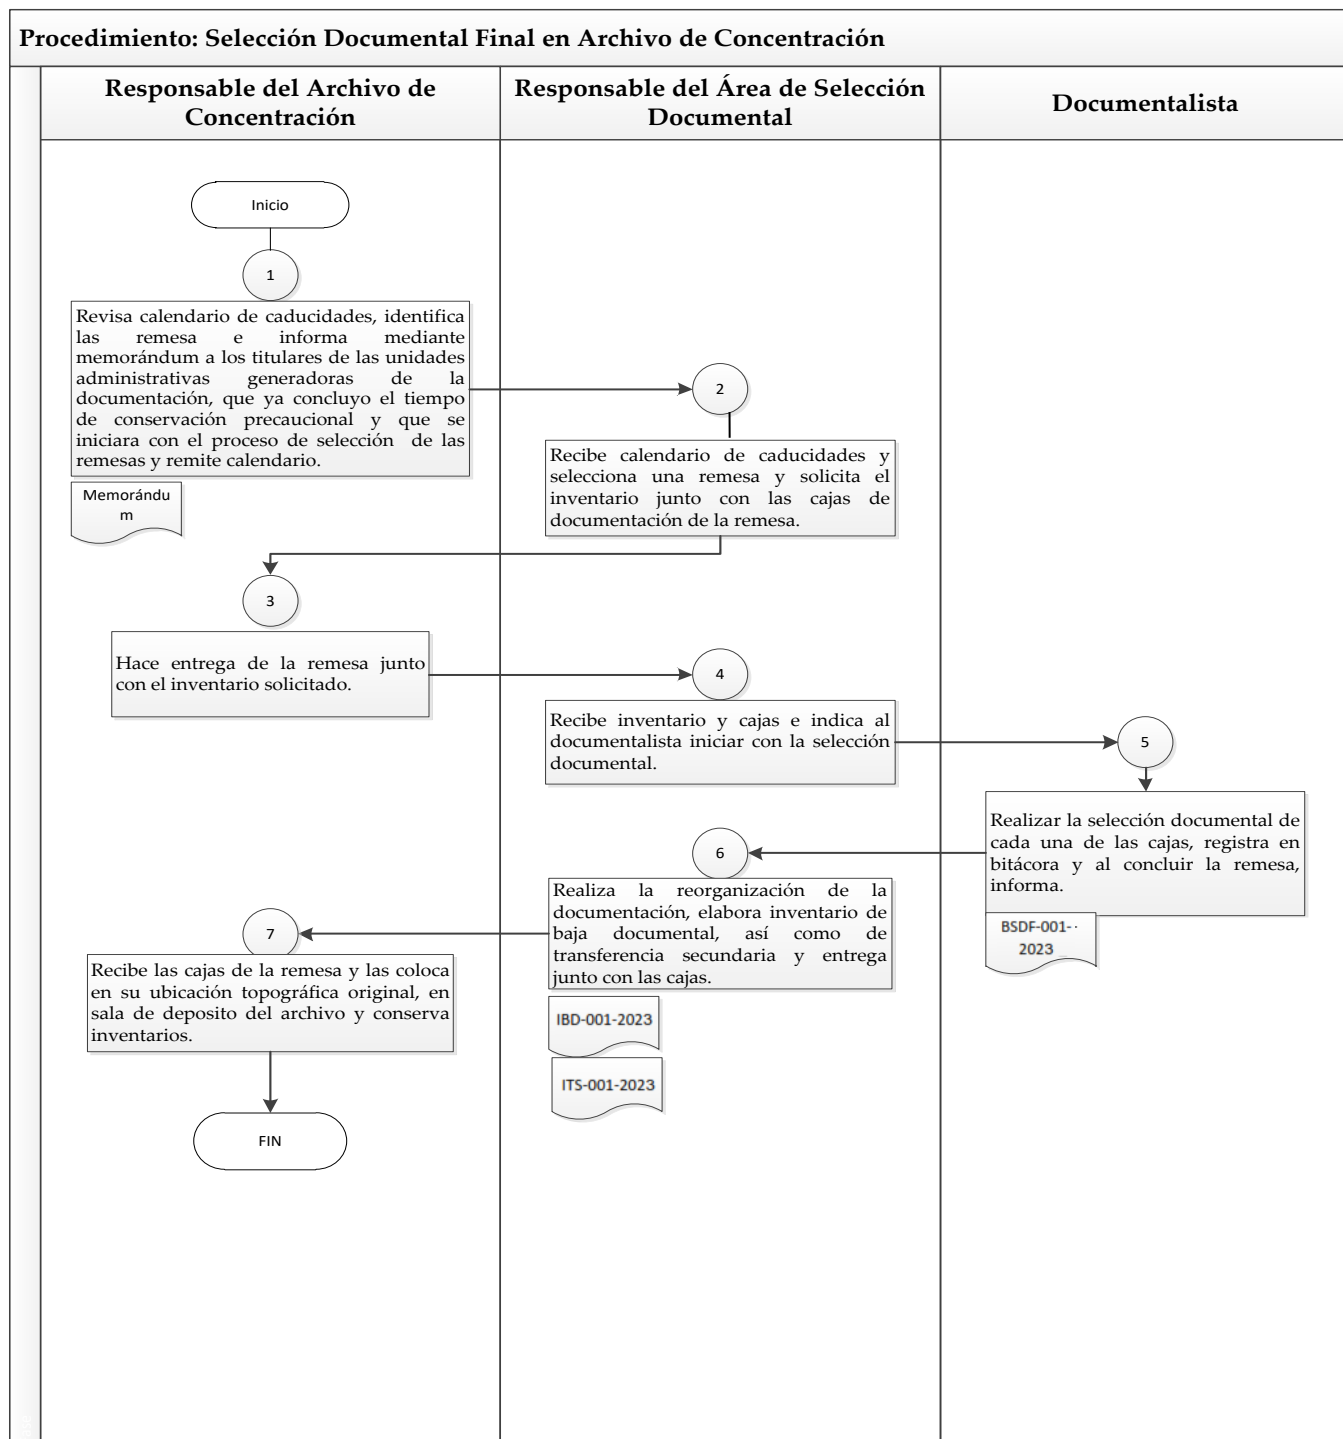 Procedimiento: Selección Documental Final en Archivo de Concentración
Responsable del Archivo de
Concentración
Responsable del Área de Selección
Documental
Documentalista
Inicio
1
Revisa calendario de caducidades, identifica
las remesa e informa mediante
memorándum a los titulares de las unidades
administrativas generadoras de la
documentación, que ya concluyo el tiempo
de conservación precaucional y que se
iniciara con el proceso de selección de las
remesas y remite calendario.
Memorándu
m
2
Recibe calendario de caducidades y
selecciona una remesa y solicita el
inventario junto con las cajas de
documentación de la remesa.
3
Hace entrega de la remesa junto
con el inventario solicitado.
4
Recibe inventario y cajas e indica al
documentalista iniciar con la selección
documental.
5
Realizar la selección documental de
cada una de las cajas, registra en
bitácora y al concluir la remesa,
informa.
BSDF-001-
2023
6
Realiza la reorganización de la
documentación, elabora inventario de
baja documental, así como de
transferencia secundaria y entrega
junto con las cajas.
IBD-001-2023
ITS-001-2023
7
Recibe las cajas de la remesa y las coloca
en su ubicación topográfica original, en
sala de deposito del archivo y conserva
inventarios.
FIN